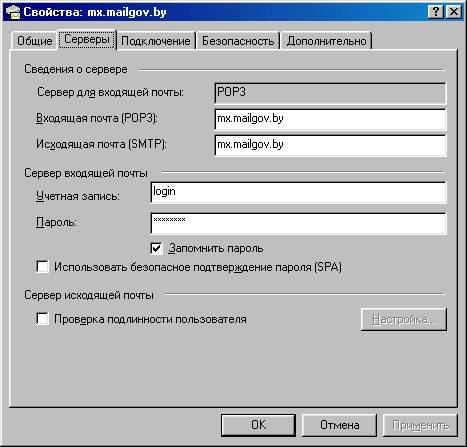 Свойства: mx.mailgov.by
Общие Серверы Подключение Безопасность Дополнительно
Сведения о сервере
Сервер для входящей почты: POP3
Входящая почта (POP3): mx.mailgov.by
Исходящая почта (SMTP): mx.mailgov.by
Сервер входящей почты
Учетная запись: login
Пароль: xxxxxxxx
Запомнить пароль
Использовать безопасное подтверждение пароля (SPA)
Сервер исходящей почты
Проверка подлинности пользователя Настройка...
OK Отмена Применить